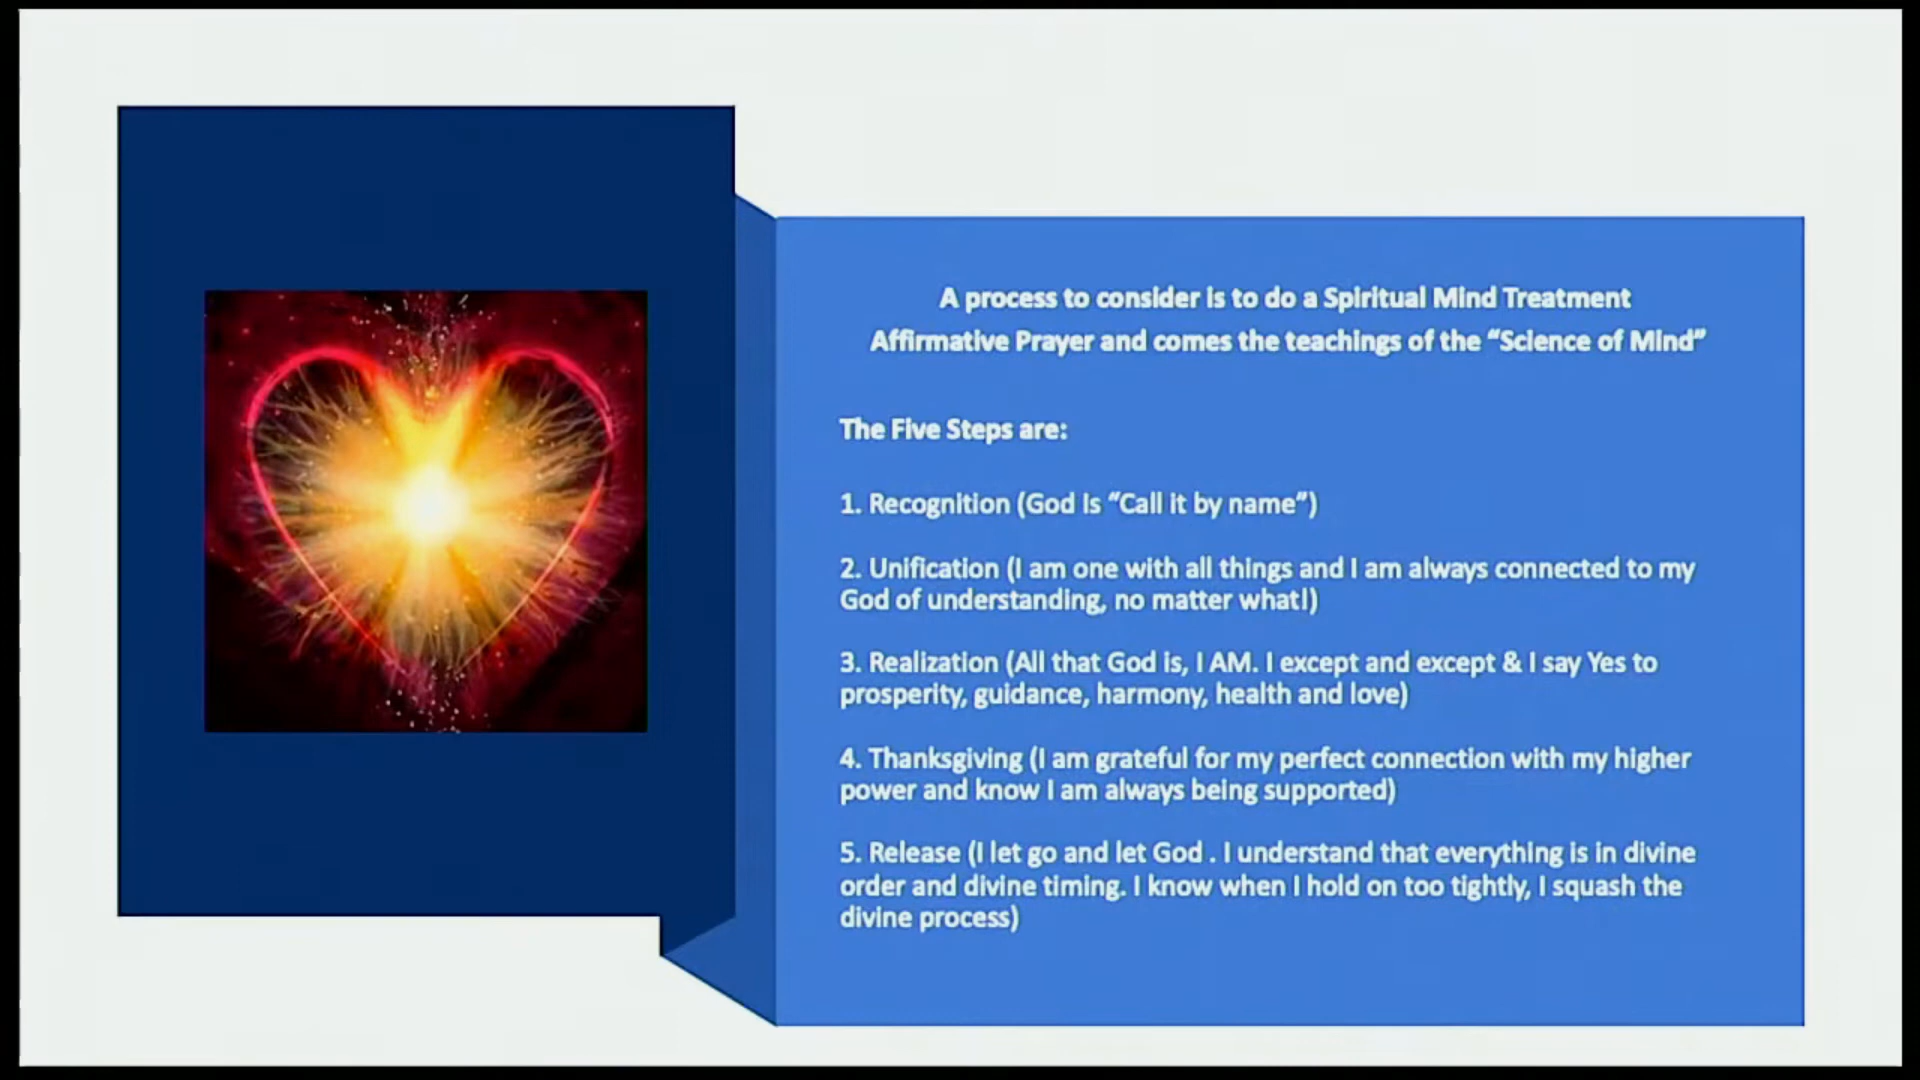 A process to consider is to do a Spiritual Mind Treatment
Affirmative Prayer and comes the teachings of the “Science of Mind”
The Five Steps are:
1. Recognition (God is “Call it by name”)
2. Unification (I am one with all things and I am always connected to my
God of understanding, no matter what!)
3. Realization (All that God is, I AM. I except and except & I say Yes to
prosperity, guidance, harmony, health and love)
4. Thanksgiving (I am grateful for my perfect connection with my higher
power and know I am always being supported)
5. Release (I let go and let God . I understand that everything is in divine
order and divine timing. I know when I hold on too tightly, I squash the
divine process)